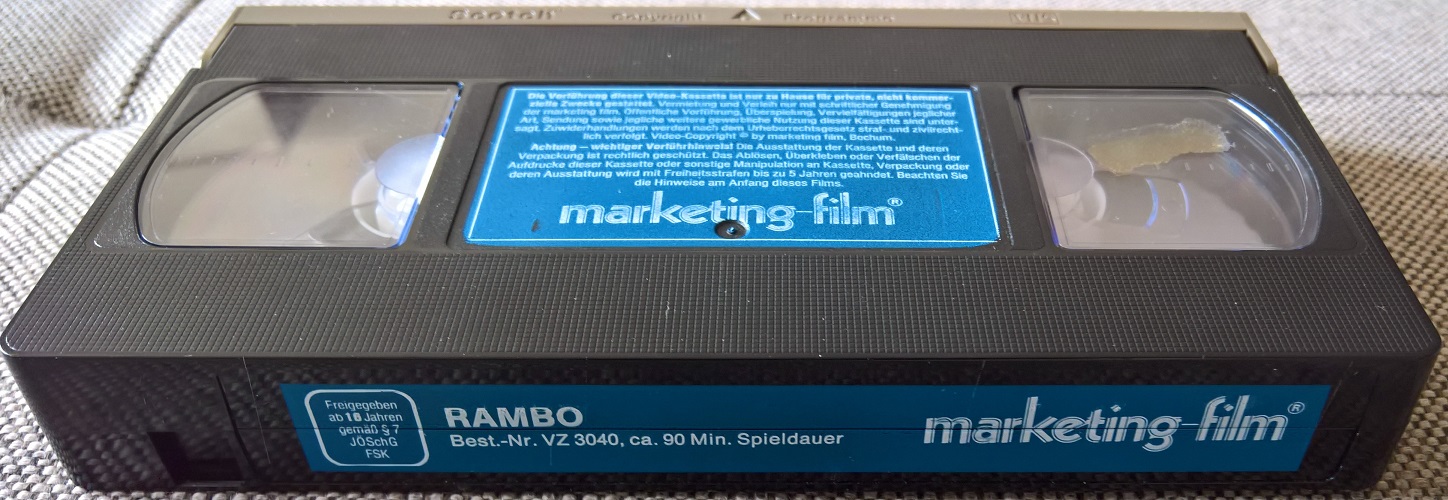 Scotch Copyright Programme VHS
Die Vorführung dieser Video-Kassette ist nur zu Hause für private, nicht kommer-
zielle Zwecke gestattet. Vermietung und Verleih nur mit schriftlicher Genehmigung
der marketing film. Öffentliche Vorführung, Überspielung, Vervielfältigungen jeglicher
Art, Sendung sowie jegliche weitere gewerbliche Nutzung dieser Kassette sind unter-
sagt. Zuwiderhandlungen werden nach dem Urheberrechtsgesetz straf- und zivilrecht-
lich verfolgt. Video-Copyright © by marketing film, Bochum.
Achtung – wichtiger Vorführhinweis! Die Ausstattung der Kassette und deren
Verpackung ist rechtlich geschützt. Das Ablösen, Überkleben oder Verfälschen der
Aufdrucke dieser Kassette oder sonstige Manipulation an Kassette, Verpackung oder
deren Ausstattung wird mit Freiheitsstrafen bis zu 5 Jahren geahndet. Beachten Sie
die Hinweise am Anfang dieses Films.
marketing-film®
Freigegeben
ab 16 Jahren
gemäß § 7
JÖSchG
FSK
RAMBO
Best.-Nr. VZ 3040, ca. 90 Min. Spieldauer
marketing-film®